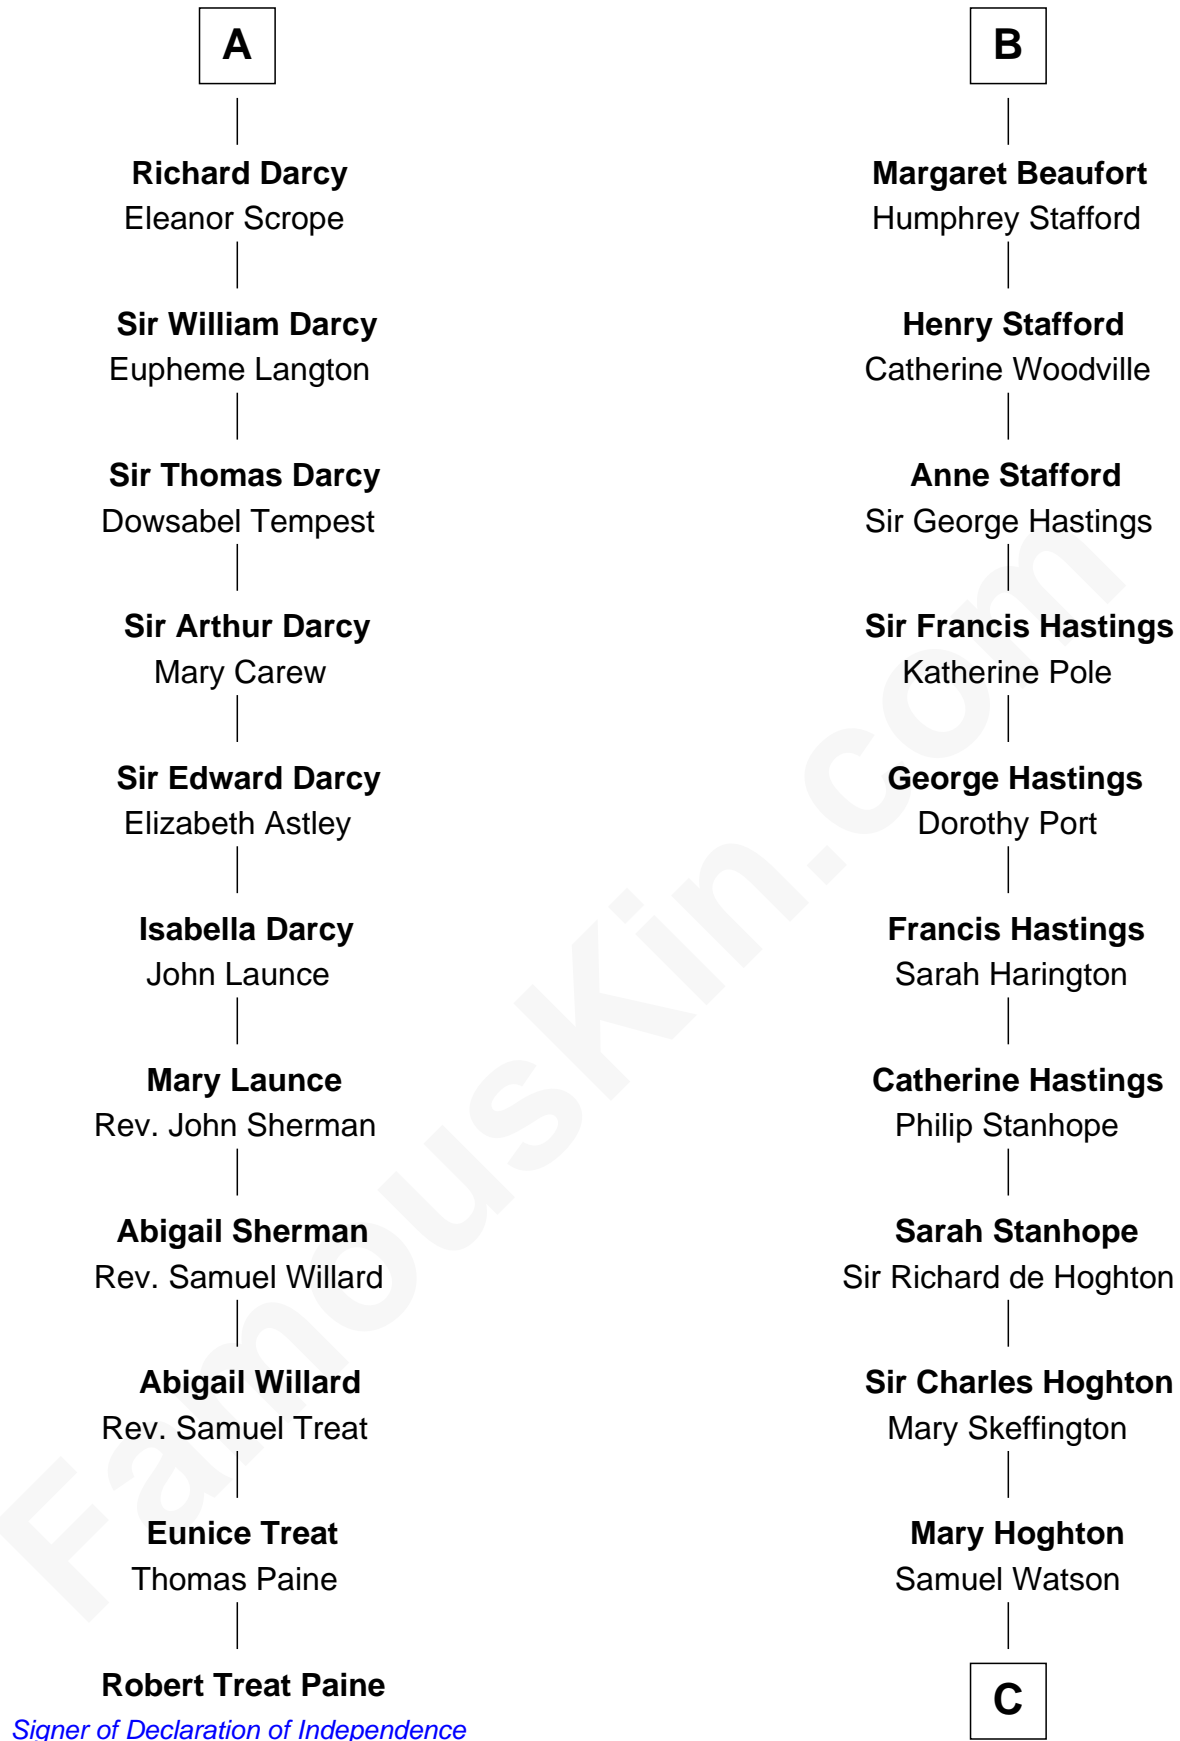 A
Richard Darcy
Eleanor Scrope
Sir William Darcy
Eupheme Langton
Sir Thomas Darcy
Dowsabel Tempest
Sir Arthur Darcy
Mary Carew
Sir Edward Darcy
Elizabeth Astley
Isabella Darcy
John Launce
Mary Launce
Rev. John Sherman
Abigail Sherman
Rev. Samuel Willard
Abigail Willard
Rev. Samuel Treat
Eunice Treat
Thomas Paine
Robert Treat Paine
Signer of Declaration of Independence
B
Margaret Beaufort
Humphrey Stafford
Henry Stafford
Catherine Woodville
Anne Stafford
Sir George Hastings
Sir Francis Hastings
Katherine Pole
George Hastings
Dorothy Port
Francis Hastings
Sarah Harington
Catherine Hastings
Philip Stanhope
Sarah Stanhope
Sir Richard de Hoghton
Sir Charles Hoghton
Mary Skeffington
Mary Hoghton
Samuel Watson
C
FamousKin.com